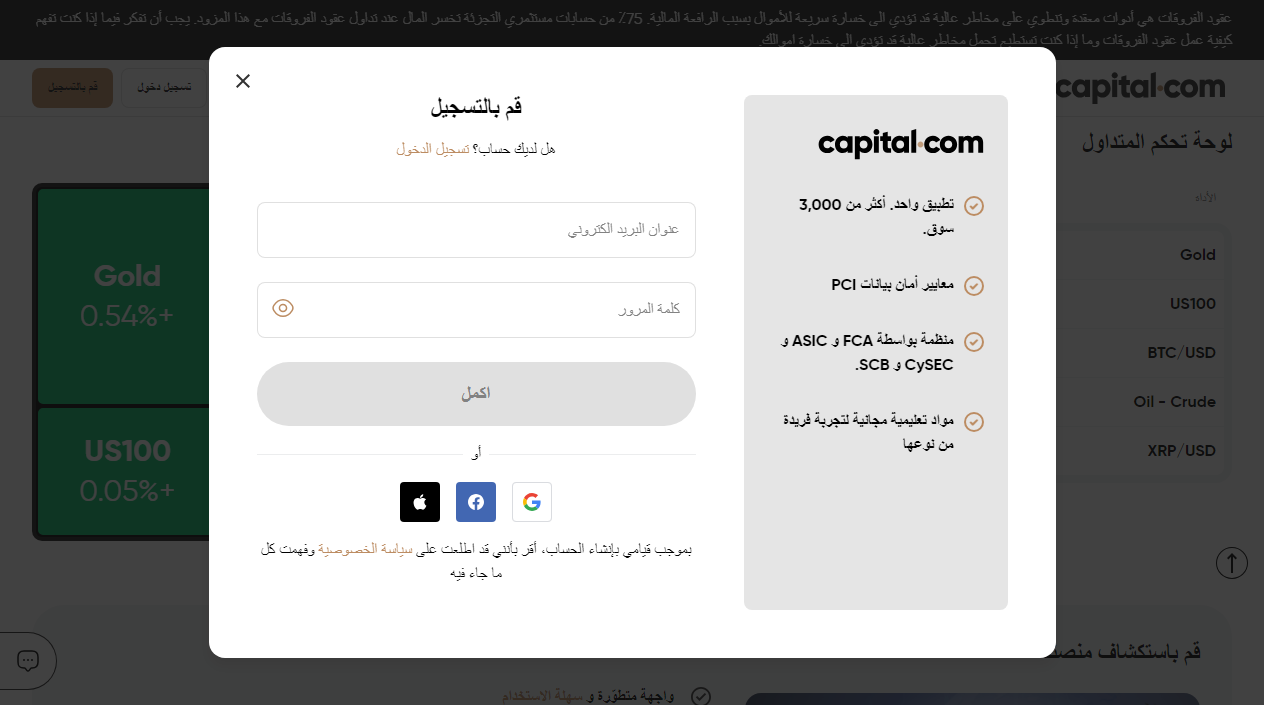 عقود الفروقات هي أدوات معقدة وتنطوي على مخاطر عالية قد تؤدي الى خسارة سريعة للأموال بسبب الرافعة المالية. 75٪ من حسابات مستثمري التجزئة تخسر المال عند تداول عقود الفروقات مع هذا المزود. يجب أن تفكر فيما إذا كنت تفهم
كيفية عمل عقود الفروقات وما إذا كنت تستطيع تحمل مخاطر عالية قد تؤدي الى خسارة اموالك.
capital.com
تسجيل دخول
قم بالتسجيل
لوحة تحكم المتداول
الأداة
Gold
US100
BTC/USD
Oil - Crude
XRP/USD
Gold
0.54%+
US100
0.05%+
capital.com
تطبيق واحد. أكثر من 3,000
سوق.
معايير أمان بيانات PCI
منظمة بواسطة FCA و ASIC و
CySEC و SCB.
مواد تعليمية مجانية لتجربة فريدة
من نوعها
قم بالتسجيل
هل لديك حساب؟ تسجيل الدخول
عنوان البريد الكتروني
كلمة المرور
اكمل
أو
بموجب قيامي بإنشاء الحساب، أقر بأنني قد اطلعت على سياسة الخصوصية وفهمت كل
ما جاء فيه
قم باستكشاف
واجهة متطوّرة و سهلة الاستخدام